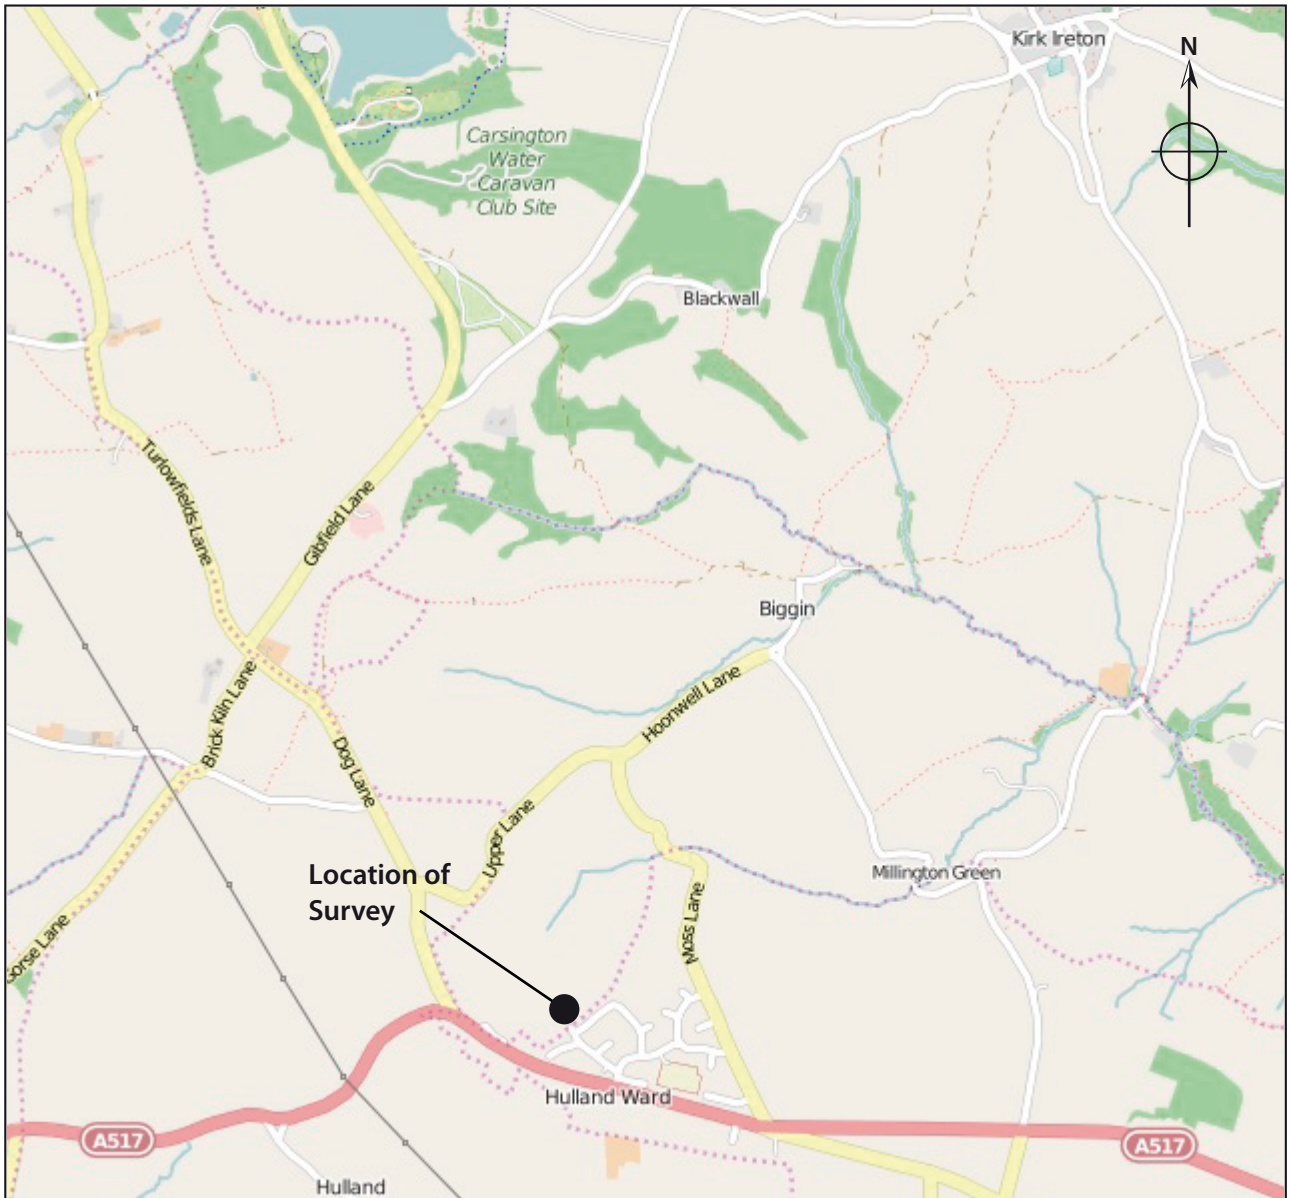 Kirk Ireton
N
Carsington
Water
Caravan
Club Site
Blackwall
Turlowfields Lane
Gibfield Lane
Biggin
Brick Kiln Lane
Hoonwell Lane
Dog Lane
Upper Lane
Location of
Survey
Millington Green
Moss Lane
Gorse Lane
Hulland Ward
A517
A517
Hulland